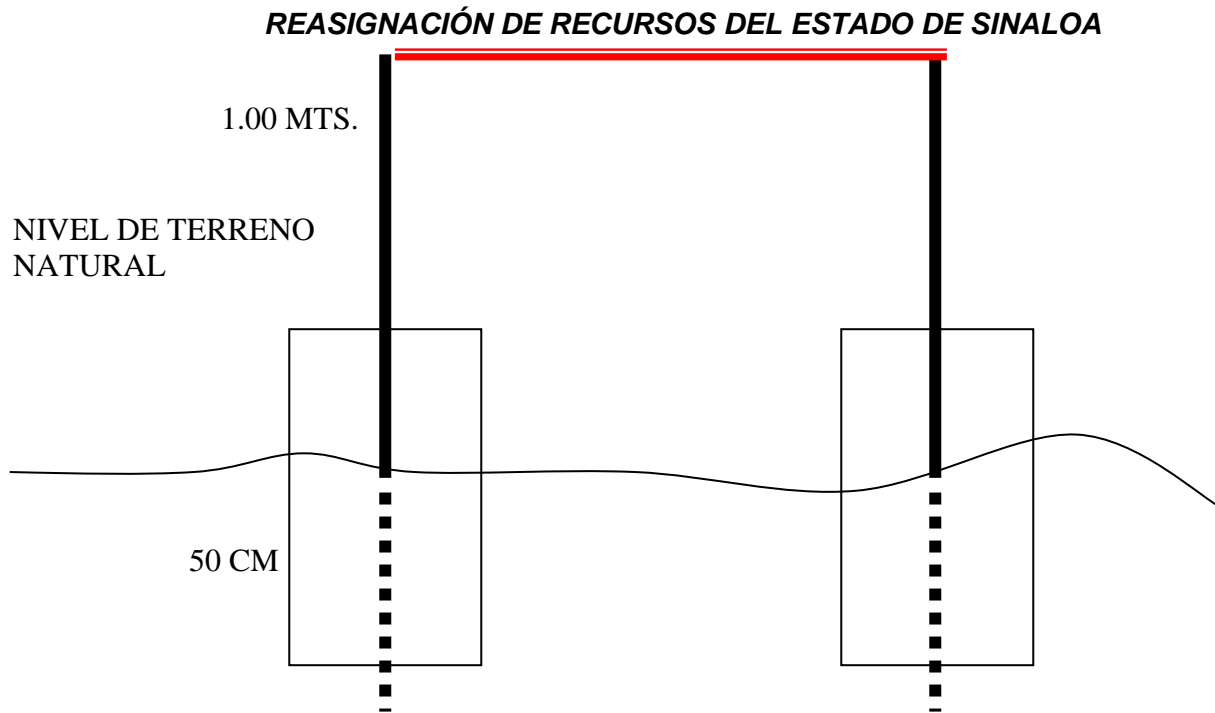 REASIGNACIÓN DE RECURSOS DEL ESTADO DE SINALOA
1.00 MTS.
NIVEL DE TERRENO
NATURAL
50 CM